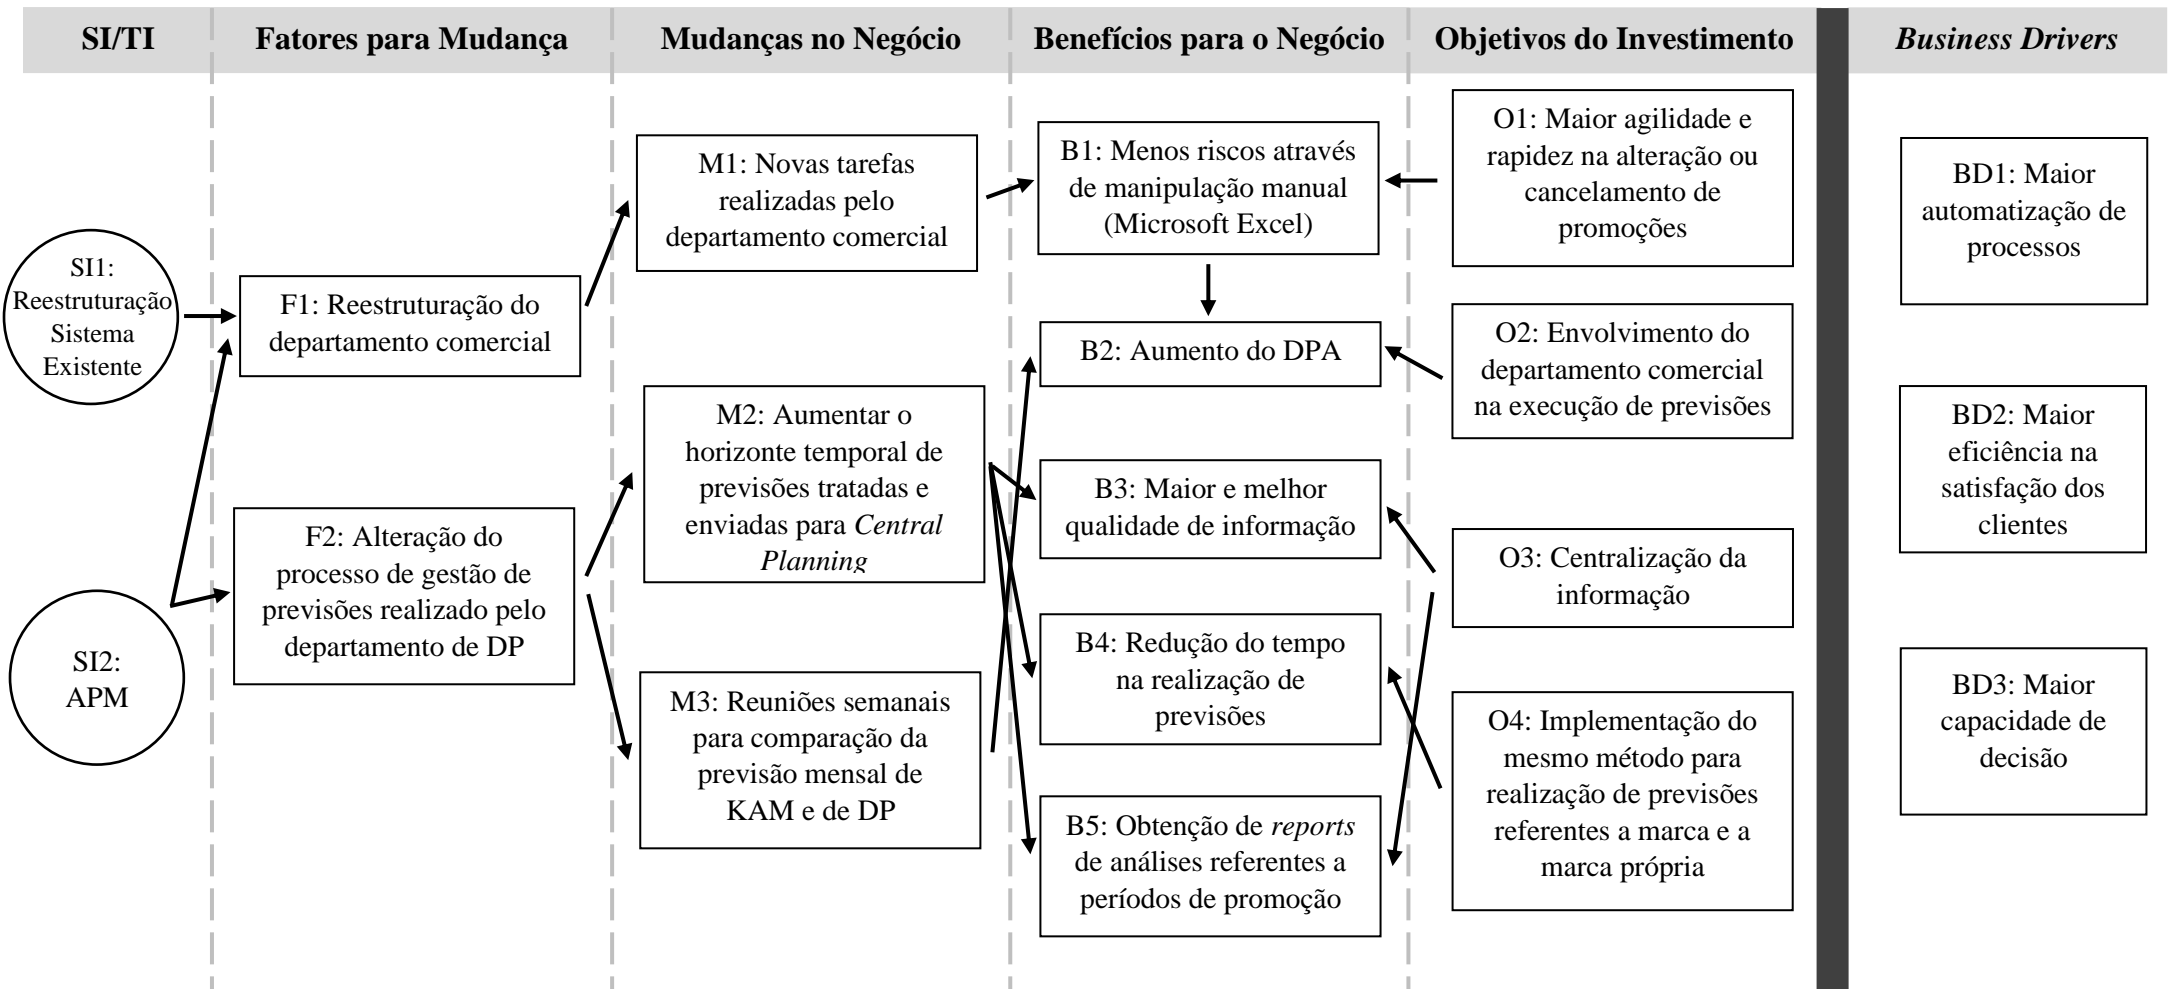 SI/TI
Fatores para Mudança
Mudanças no Negócio
Benefícios para o Negócio
Objetivos do Investimento
Business Drivers
SI1:
Reestruturação
Sistema
Existente
SI2:
APM
F1: Reestruturação do
departamento comercial
F2: Alteração do
processo de gestão de
previsões realizado pelo
departamento de DP
M1: Novas tarefas
realizadas pelo
departamento comercial
M2: Aumentar o
horizonte temporal de
previsões tratadas e
enviadas para Central
Planning
M3: Reuniões semanais
para comparação da
previsão mensal de
KAM e de DP
B1: Menos riscos através
de manipulação manual
(Microsoft Excel)
B2: Aumento do DPA
B3: Maior e melhor
qualidade de informação
B4: Redução do tempo
na realização de
previsões
B5: Obtenção de reports
de análises referentes a
períodos de promoção
O1: Maior agilidade e
rapidez na alteração ou
cancelamento de
promoções
O2: Envolvimento do
departamento comercial
na execução de previsões
O3: Centralização da
informação
O4: Implementação do
mesmo método para
realização de previsões
referentes a marca e a
marca própria
BD1: Maior
automatização de
processos
BD2: Maior
eficiência na
satisfação dos
clientes
BD3: Maior
capacidade de
decisão